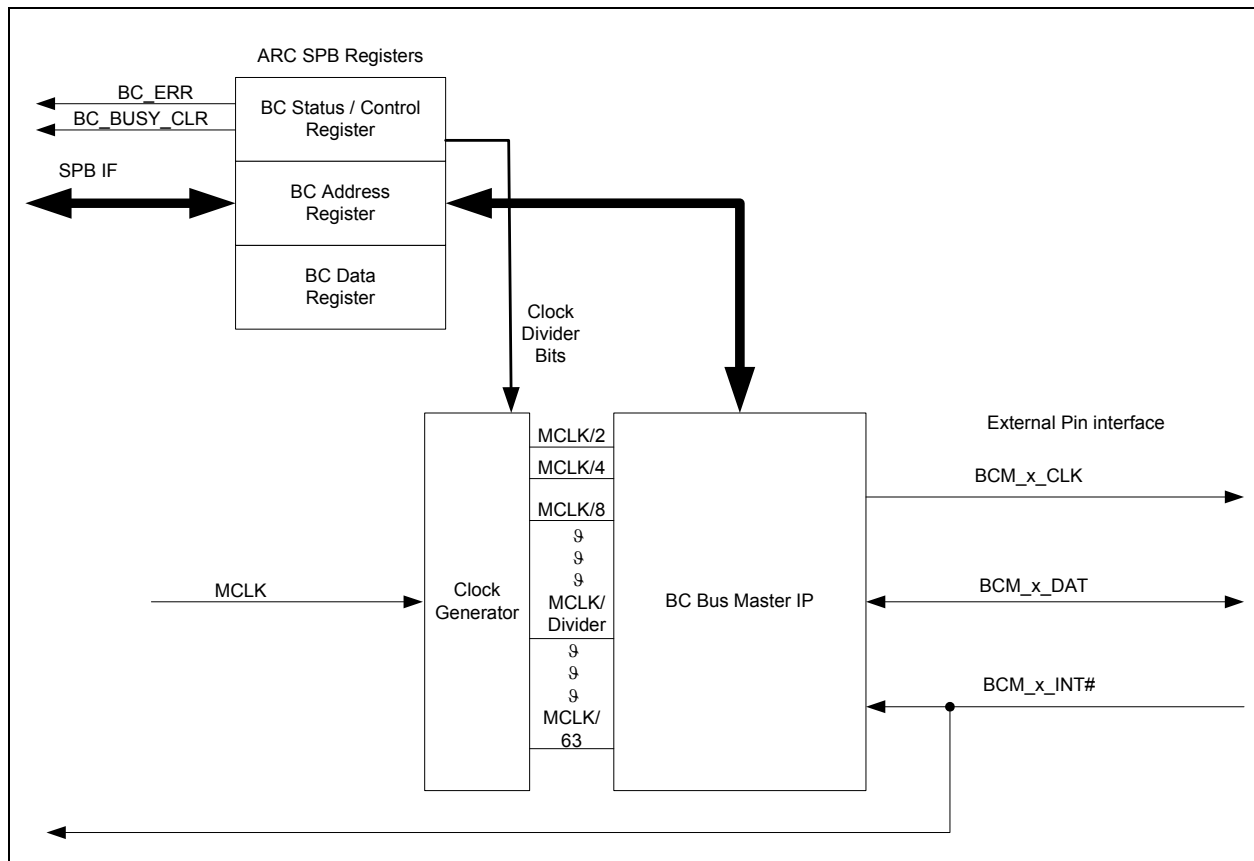 ARC SPB Registers
BC_ERR
BC_BUSY_CLR
BC Status / Control
Register
SPB IF
BC Address
Register
BC Data
Register
Clock
Divider
Bits
MCLK/2
MCLK/4
MCLK/8
ϑ
ϑ
ϑ
MCLK/
Divider
ϑ
ϑ
ϑ
MCLK/
63
MCLK
Clock
Generator
BC Bus Master IP
External Pin interface
BCM_x_CLK
BCM_x_DAT
BCM_x_INT#